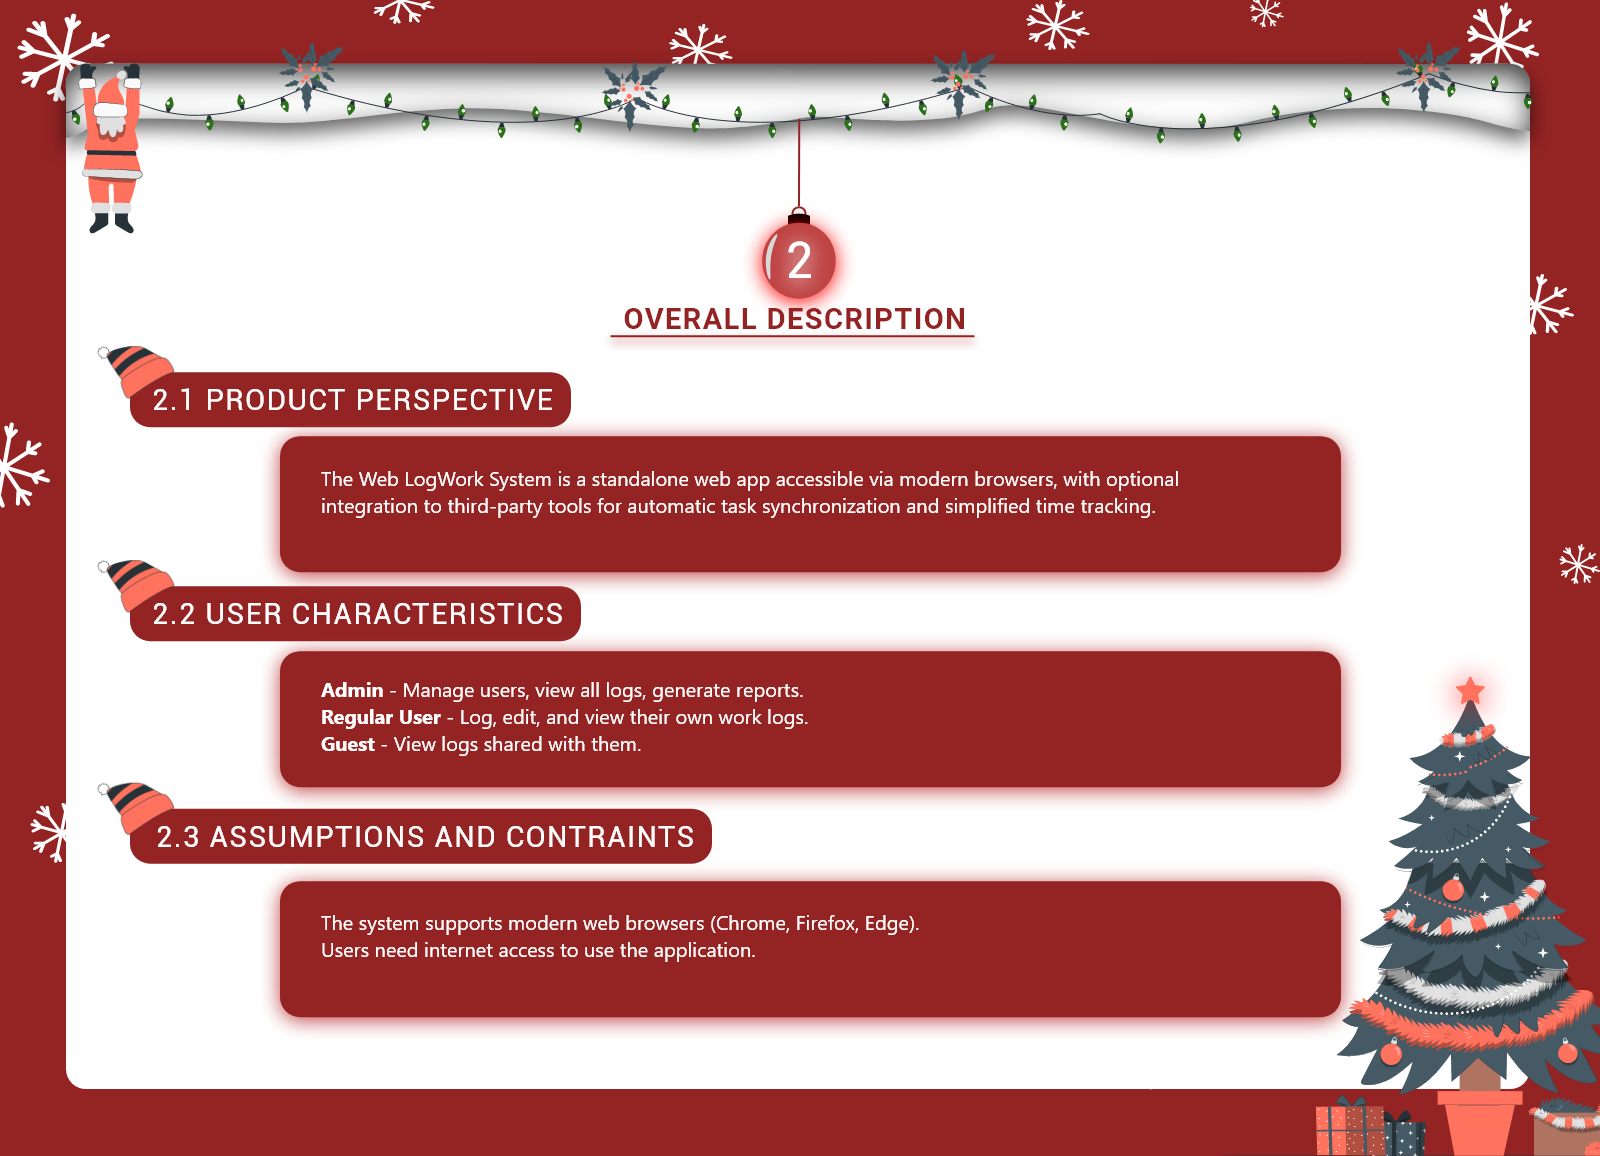 2
OVERALL DESCRIPTION
2.1 PRODUCT PERSPECTIVE
The Web LogWork System is a standalone web app accessible via modern browsers, with optional
integration to third-party tools for automatic task synchronization and simplified time tracking.
2.2 USER CHARACTERISTICS
Admin - Manage users, view all logs, generate reports.
Regular User - Log, edit, and view their own work logs.
Guest - View logs shared with them.
2.3 ASSUMPTIONS AND CONTRAINTS
The system supports modern web browsers (Chrome, Firefox, Edge).
Users need internet access to use the application.